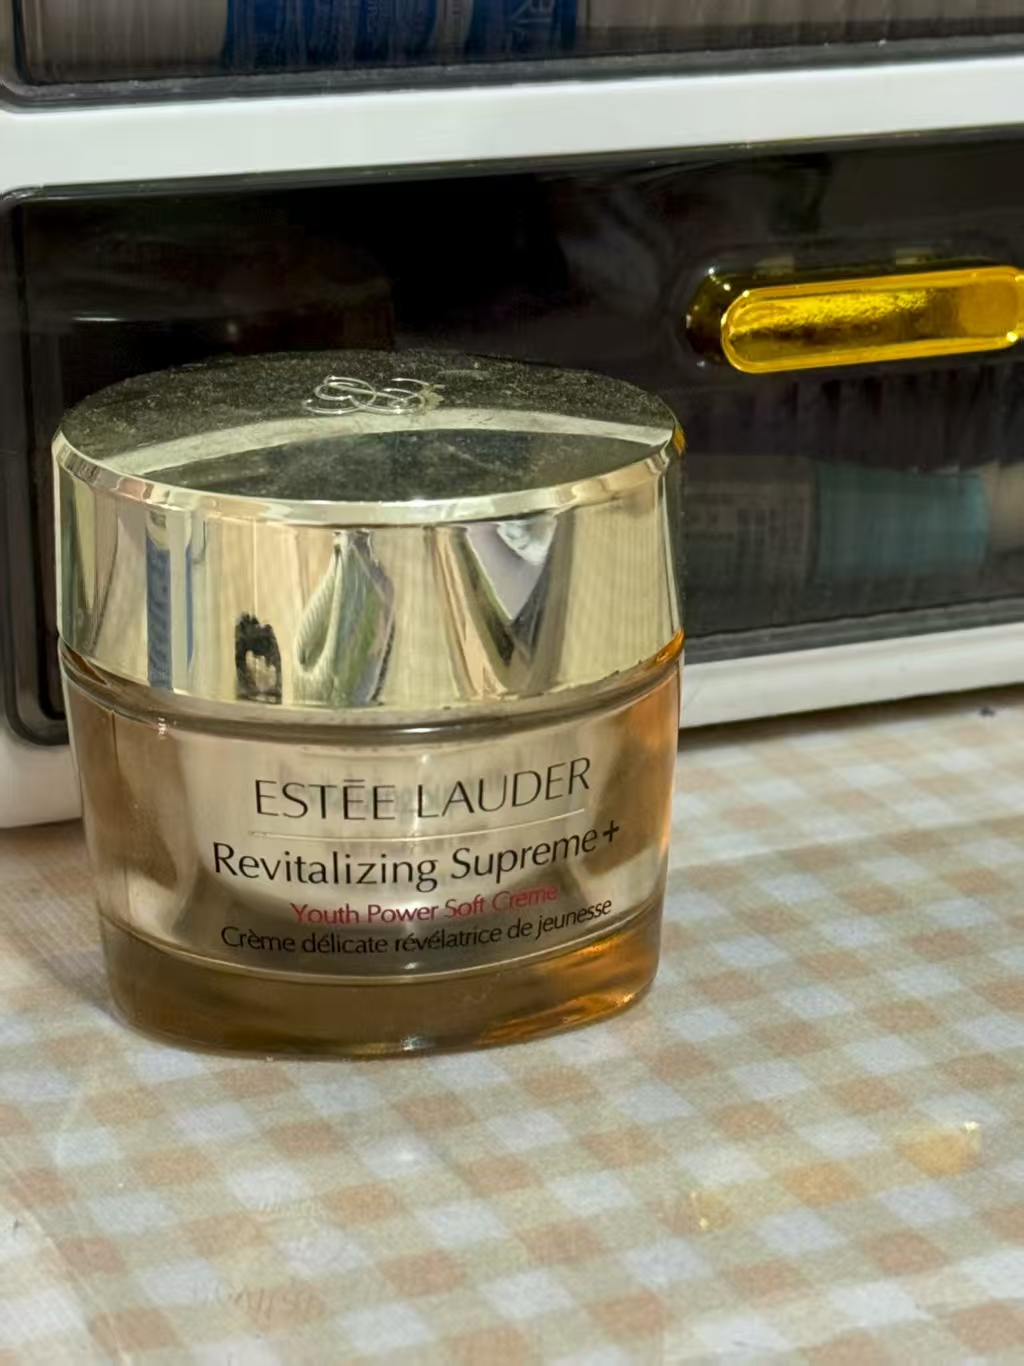 ESTĒE LAUDER
Revitalizing Supreme+
Youth Power Soft Creme
Crème délicate révélatrice de jeunesse